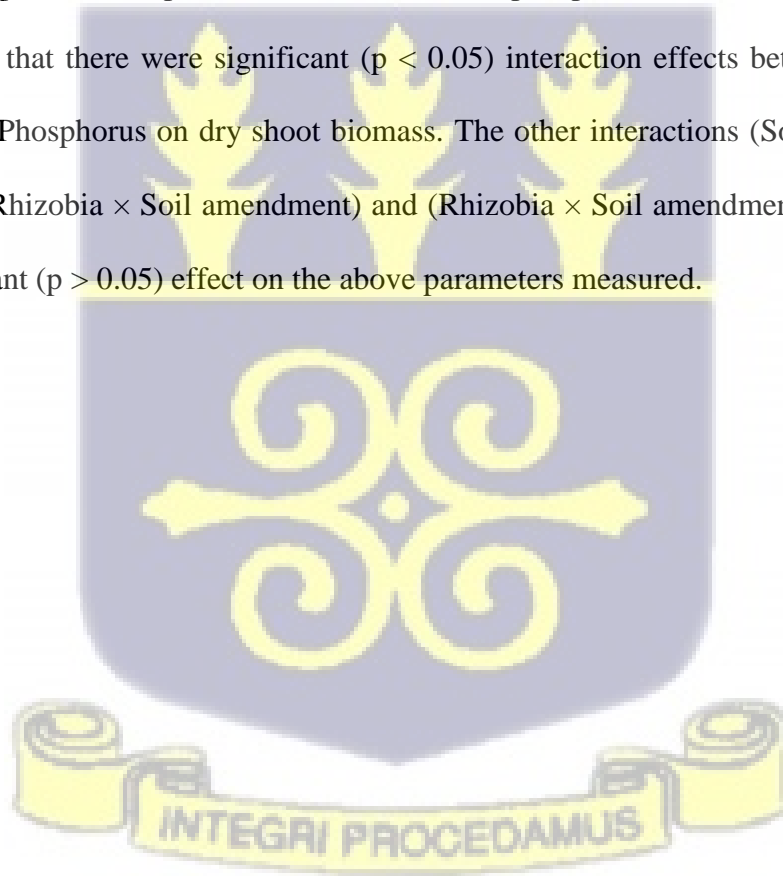 that there were significant (p < 0.05) interaction effects bet
Phosphorus on dry shoot biomass. The other interactions (So
Rhizobia × Soil amendment) and (Rhizobia × Soil amendmen
ant (p > 0.05) effect on the above parameters measured.
INTEGRI PROCEDAMUS